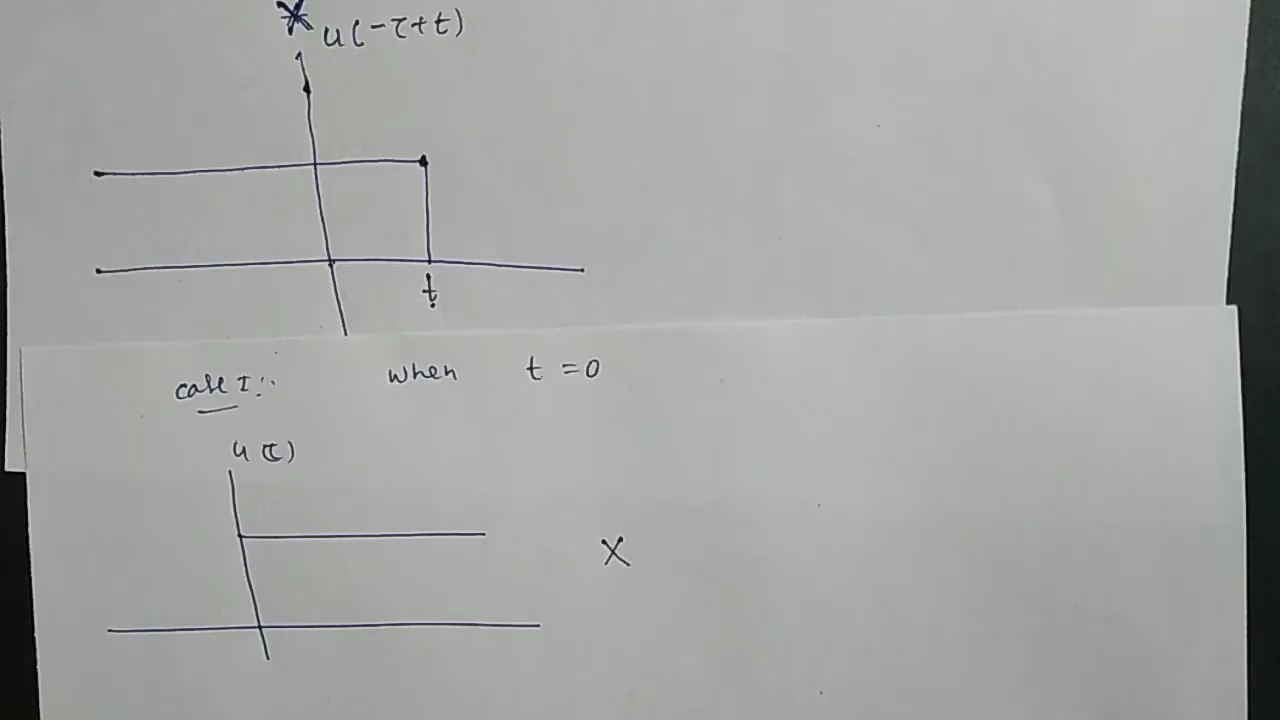 u(-τ+t)
t
case I:. when t = 0
u(τ)
X